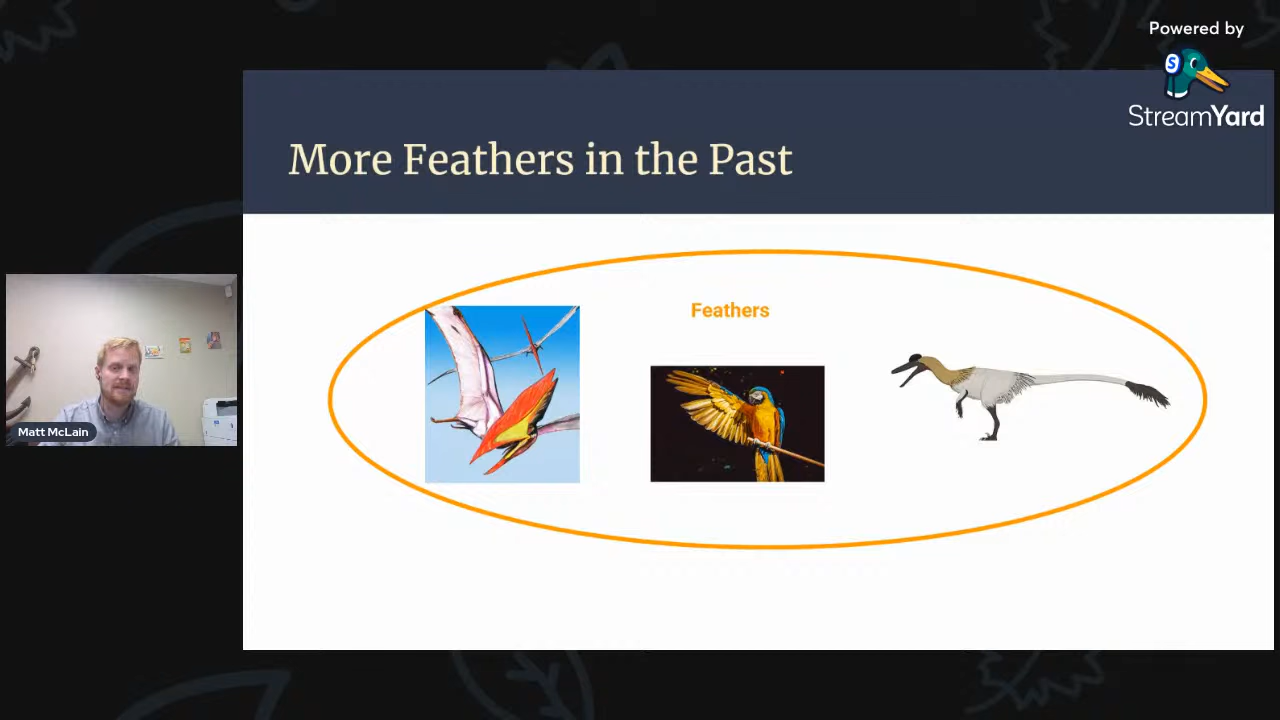 Powered by
S
StreamYard
More Feathers in the Past
Feathers
Matt McLain